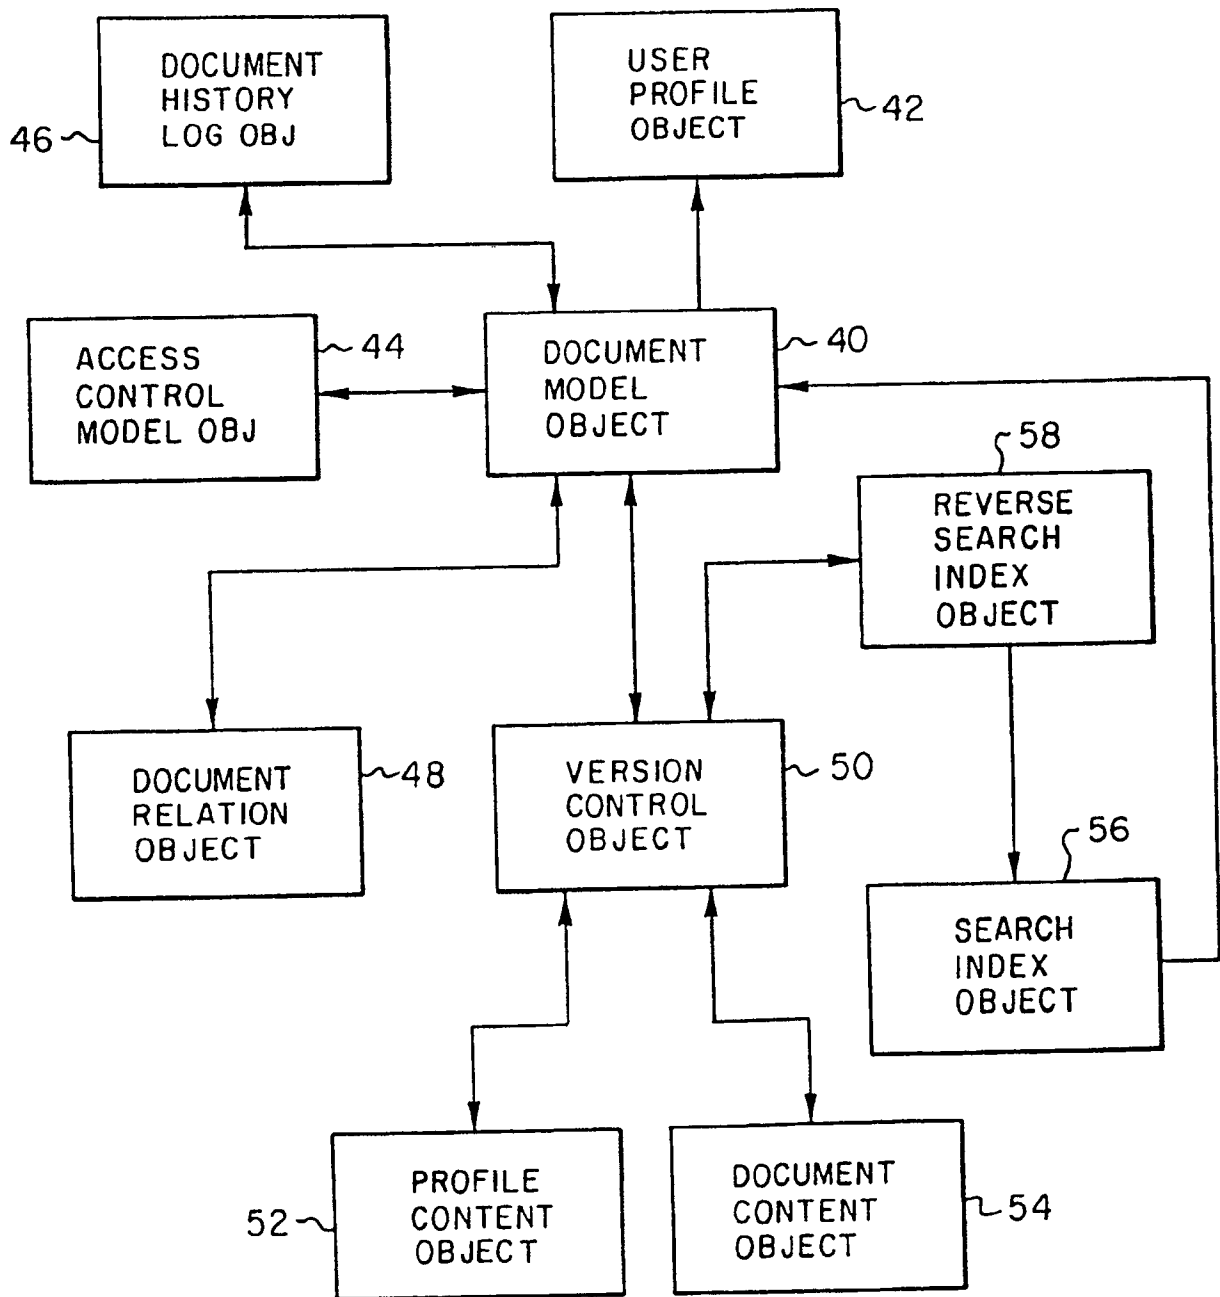 DOCUMENT
HISTORY
LOG OBJ
46
USER
PROFILE
OBJECT
42
ACCESS
CONTROL
MODEL OBJ
44
DOCUMENT
MODEL
OBJECT
40
58
REVERSE
SEARCH
INDEX
OBJECT
DOCUMENT
RELATION
OBJECT
48
VERSION
CONTROL
OBJECT
50
56
SEARCH
INDEX
OBJECT
PROFILE
CONTENT
OBJECT
52
DOCUMENT
CONTENT
OBJECT
54